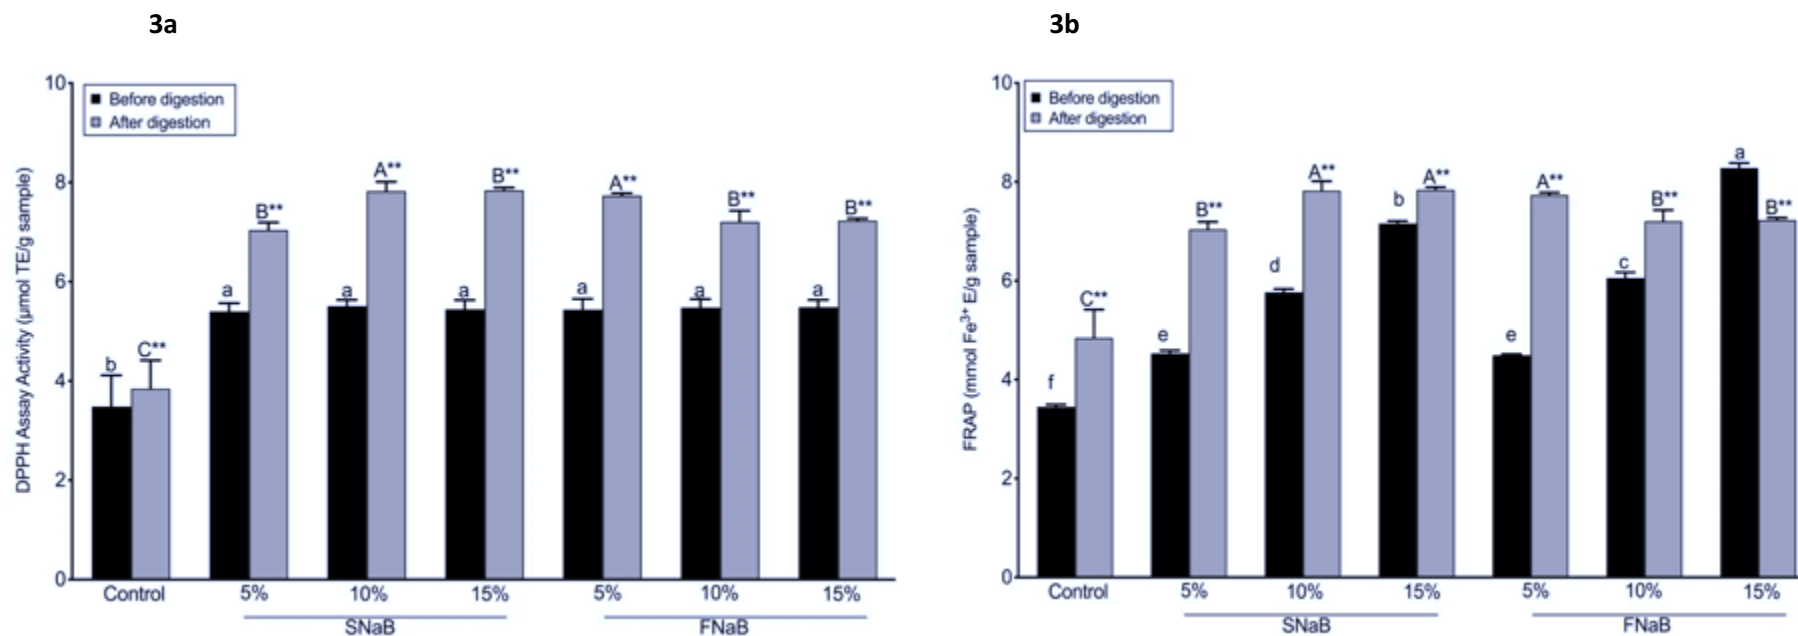 3a
3b
10
8
6
4
2
0
DPPH Assay Activity (µmol TE/g sample)
Before digestion
After digestion
b
C**
a
B**
a
A**
a
B**
a
A**
a
B**
a
B**
Control
5%
10%
15%
5%
10%
15%
SNaB
FNaB
10
8
6
4
2
0
FRAP (mmol Fe³⁺ E/g sample)
Before digestion
After digestion
f
C**
e
B**
d
A**
b
A**
e
A**
c
B**
a
B**
Control
5%
10%
15%
5%
10%
15%
SNaB
FNaB